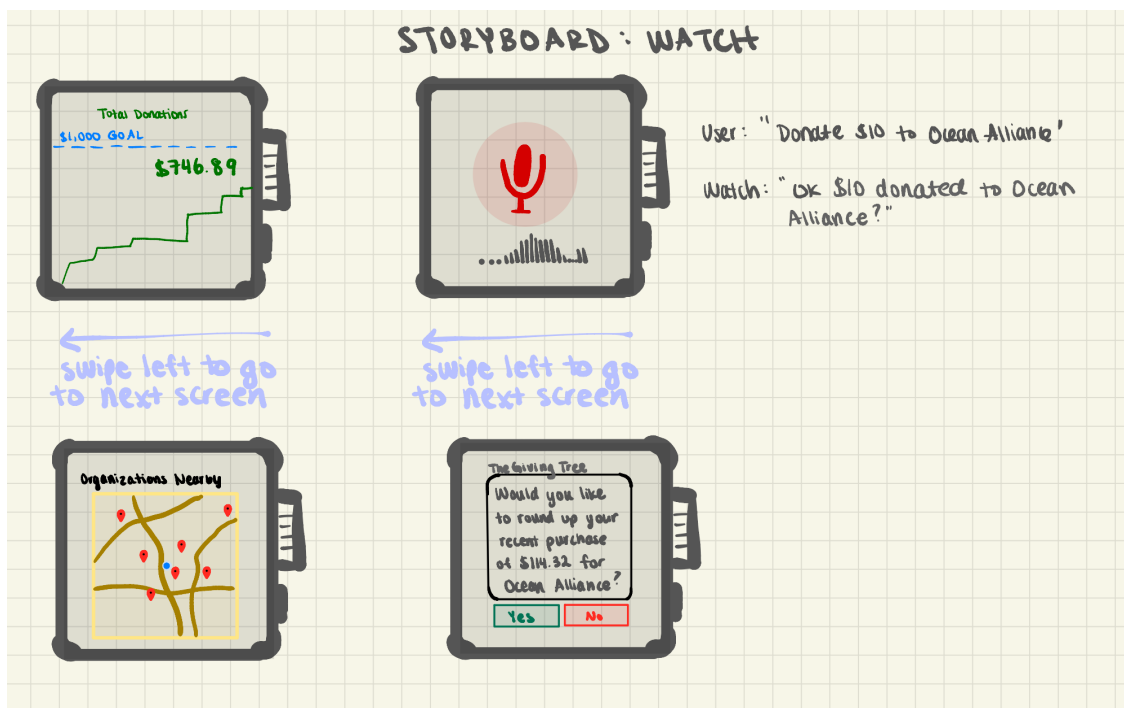 STORYBOARD: WATCH
Total Donations
$1,000 GOAL
$746.89
User: "Donate $10 to Ocean Alliance"
Watch: "OK $10 donated to Ocean
Alliance?"
swipe left to go
to next screen
swipe left to go
to next screen
Organizations Nearby
The Giving Tree
Would you like
to round up your
recent purchase
of $114.32 for
Ocean Alliance?
Yes
No